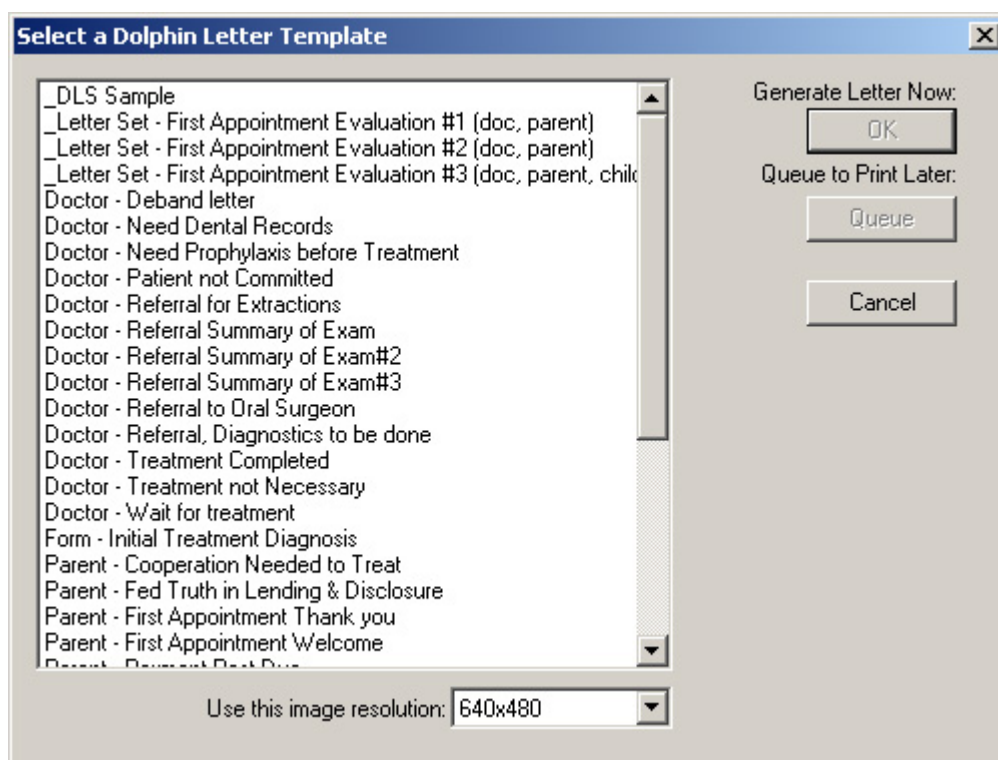 Select a Dolphin Letter Template
_DLS Sample
_Letter Set - First Appointment Evaluation #1 (doc, parent)
_Letter Set - First Appointment Evaluation #2 (doc, parent)
_Letter Set - First Appointment Evaluation #3 (doc, parent, chil
Doctor - Deband letter
Doctor - Need Dental Records
Doctor - Need Prophylaxis before Treatment
Doctor - Patient not Committed
Doctor - Referral for Extractions
Doctor - Referral Summary of Exam
Doctor - Referral Summary of Exam#2
Doctor - Referral Summary of Exam#3
Doctor - Referral to Oral Surgeon
Doctor - Referral, Diagnostics to be done
Doctor - Treatment Completed
Doctor - Treatment not Necessary
Doctor - Wait for treatment
Form - Initial Treatment Diagnosis
Parent - Cooperation Needed to Treat
Parent - Fed Truth in Lending & Disclosure
Parent - First Appointment Thank you
Parent - First Appointment Welcome
Parent - Payment Past Due
Generate Letter Now:
OK
Queue to Print Later:
Queue
Cancel
Use this image resolution: 640x480